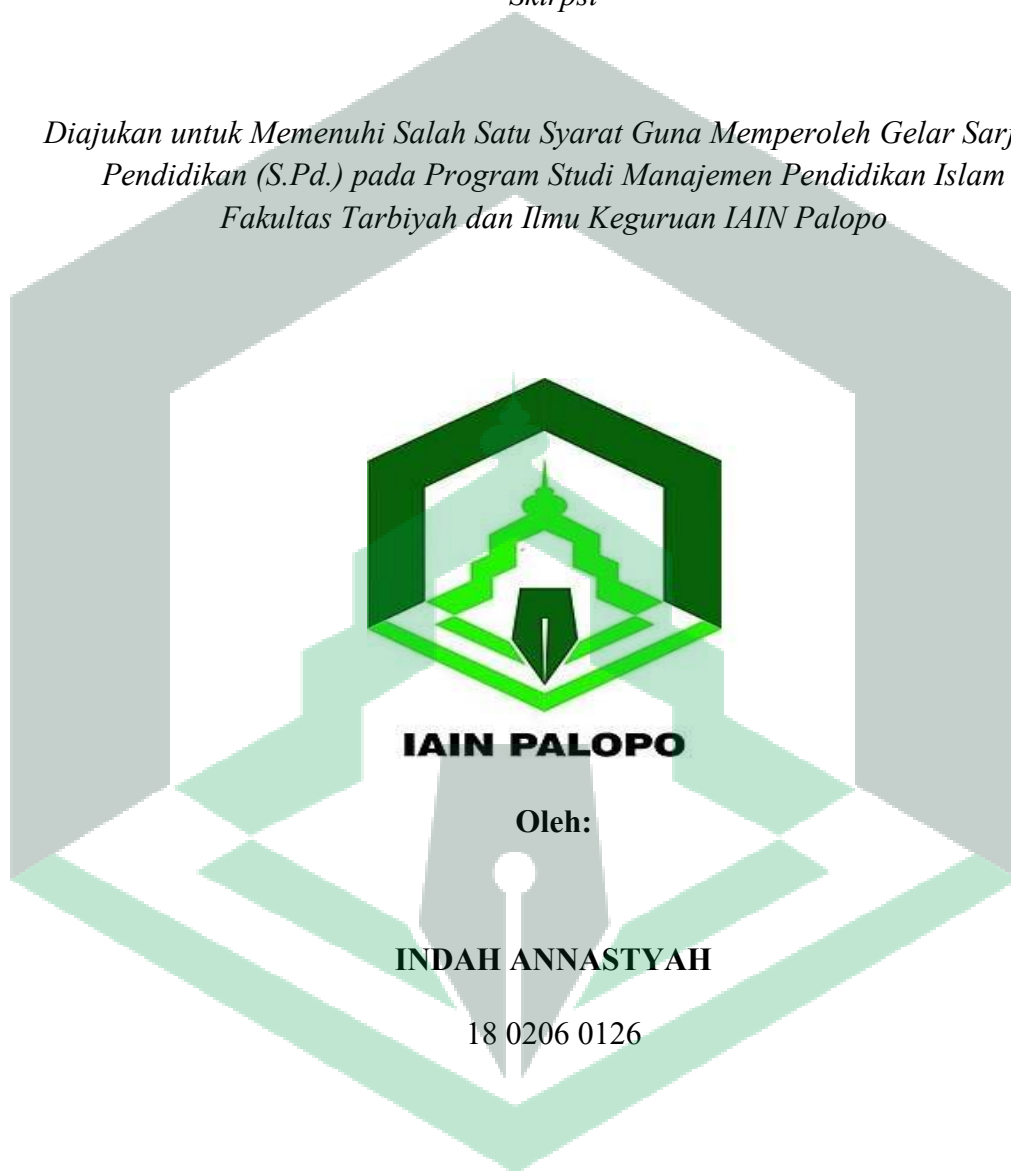 Skirpsi
Diajukan untuk Memenuhi Salah Satu Syarat Guna Memperoleh Gelar
Pendidikan (S.Pd.) pada Program Studi Manajemen Pendidikan Islam
Fakultas Tarbiyah dan Ilmu Keguruan IAIN Palopo
IAIN PALOPO
Oleh:
INDAH ANNASTYAH
18 0206 0126